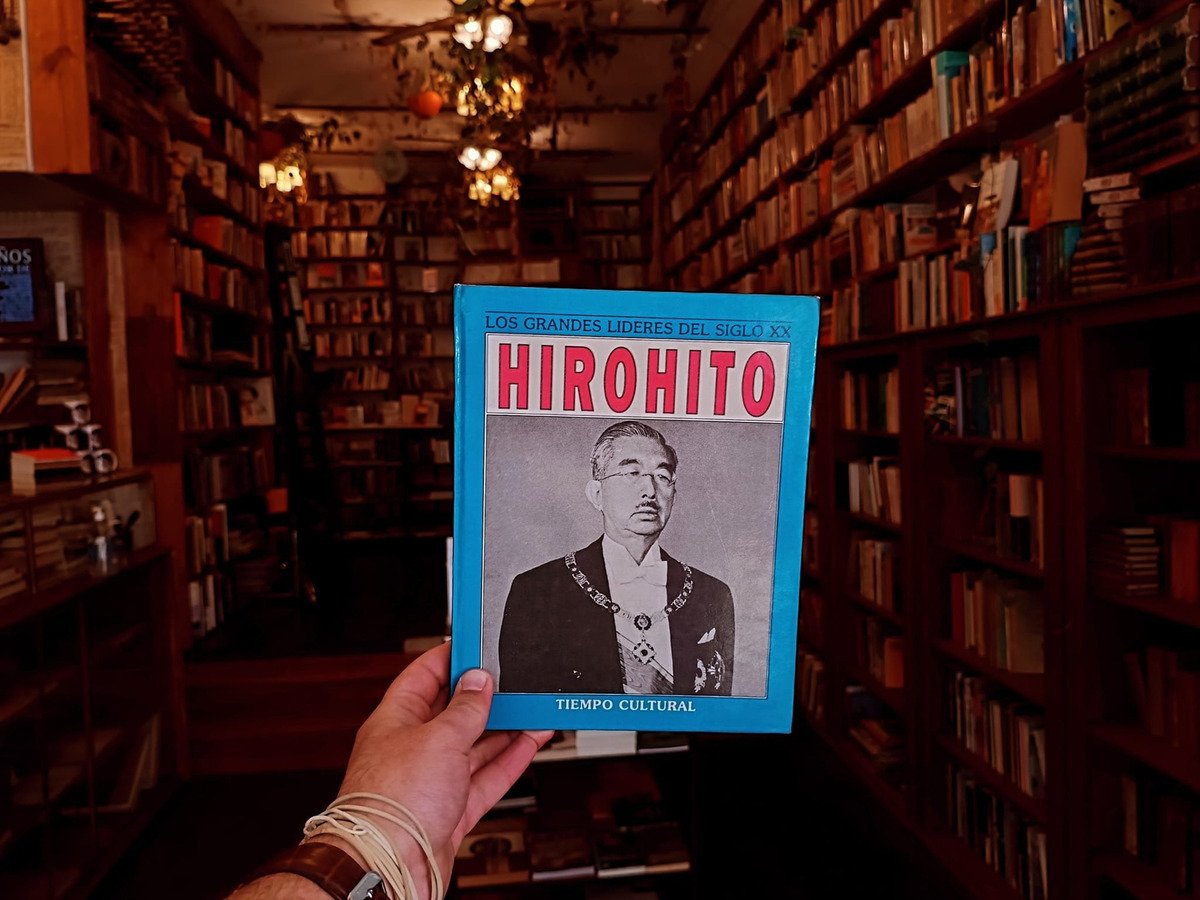 LOS GRANDES LIDERES DEL SIGLO XX
HIROHITO
TIEMPO CULTURAL